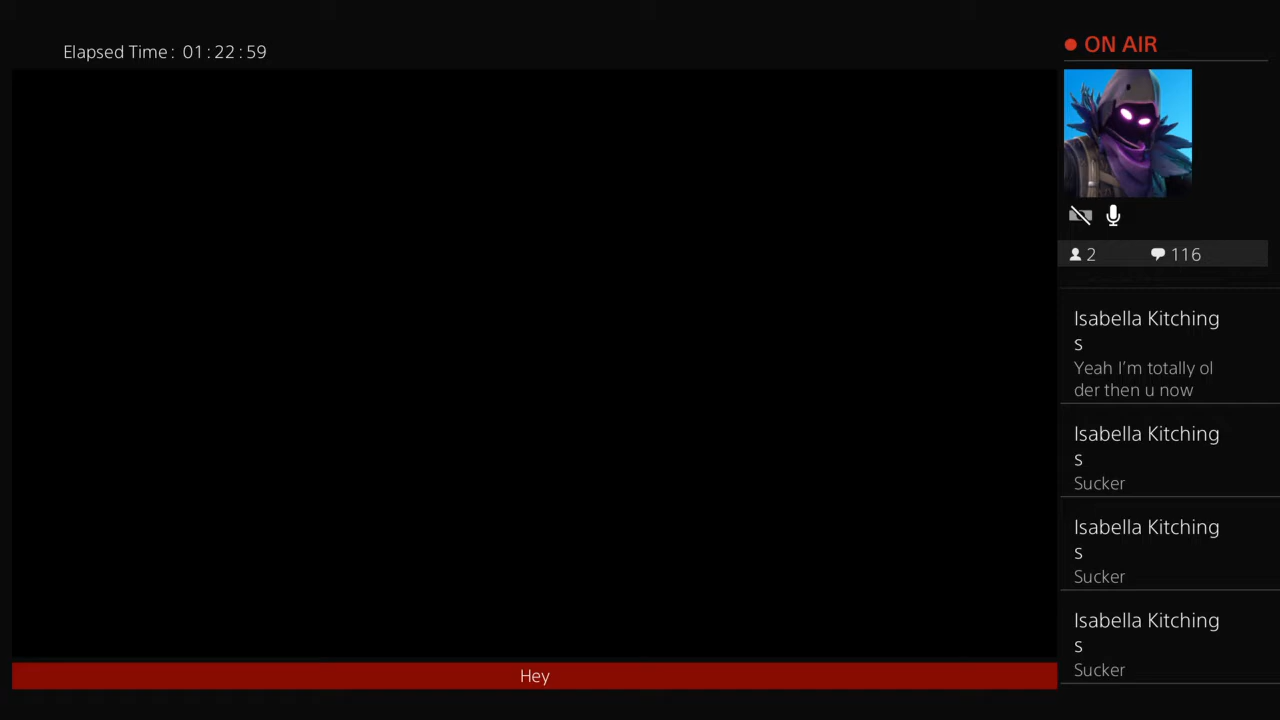 Elapsed Time: 01:22:59
ON AIR
2 116
Isabella Kitching
s
Yeah I'm totally ol
der then u now
Isabella Kitching
s
Sucker
Isabella Kitching
s
Sucker
Isabella Kitching
s
Sucker
Hey